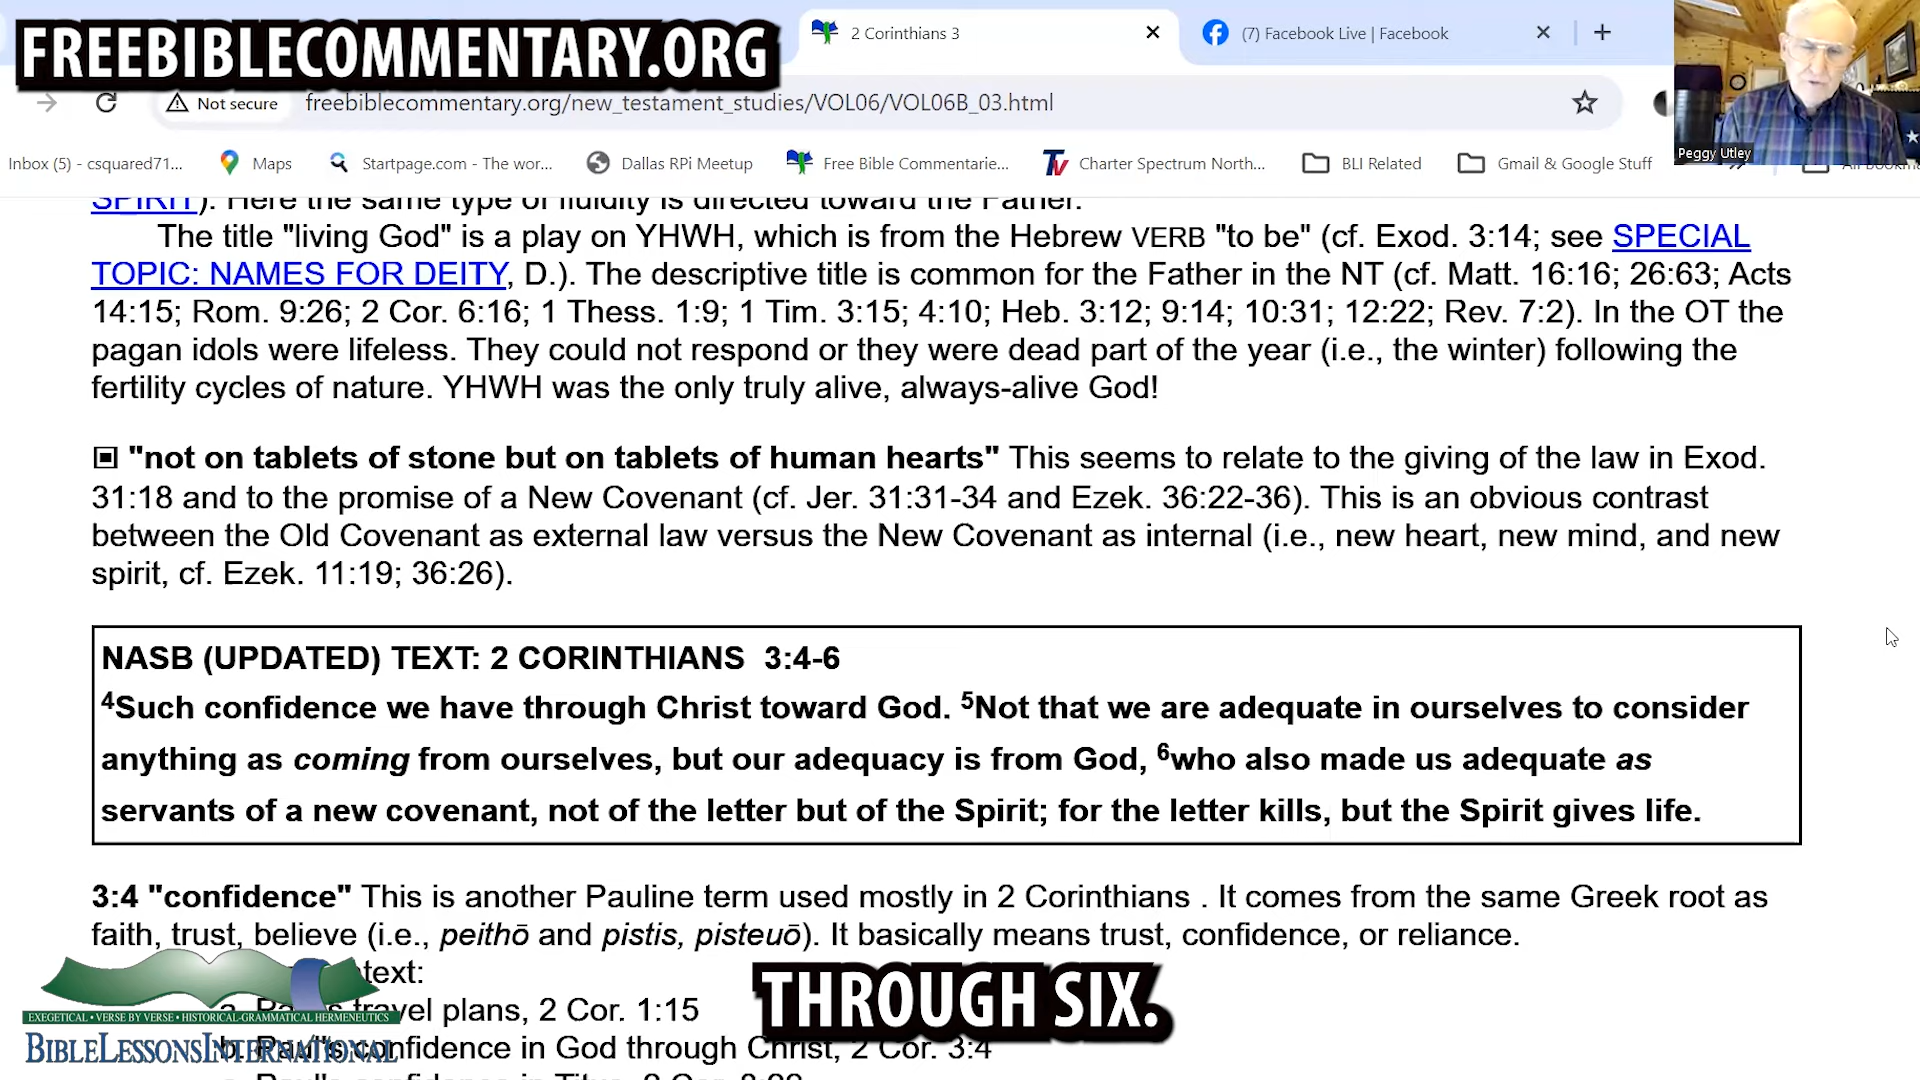 FREEBIBLECOMMENTARY.ORG
2 Corinthians 3
(7) Facebook Live | Facebook
Not secure
freebiblecommentary.org/new_testament_studies/VOL06/VOL06B_03.html
Peggy Utley
Inbox (5) - csquared71...
Maps
Startpage.com - The wor...
Dallas RPi Meetup
Free Bible Commentarie...
Charter Spectrum North...
BLI Related
Gmail & Google Stuff
All Bookma
SPIRIT). Here the same type of fluidity is directed toward the Father.
The title "living God" is a play on YHWH, which is from the Hebrew VERB "to be" (cf. Exod. 3:14; see SPECIAL
TOPIC: NAMES FOR DEITY, D.). The descriptive title is common for the Father in the NT (cf. Matt. 16:16; 26:63; Acts
14:15; Rom. 9:26; 2 Cor. 6:16; 1 Thess. 1:9; 1 Tim. 3:15; 4:10; Heb. 3:12; 9:14; 10:31; 12:22; Rev. 7:2). In the OT the
pagan idols were lifeless. They could not respond or they were dead part of the year (i.e., the winter) following the
fertility cycles of nature. YHWH was the only truly alive, always-alive God!
"not on tablets of stone but on tablets of human hearts" This seems to relate to the giving of the law in Exod.
31:18 and to the promise of a New Covenant (cf. Jer. 31:31-34 and Ezek. 36:22-36). This is an obvious contrast
between the Old Covenant as external law versus the New Covenant as internal (i.e., new heart, new mind, and new
spirit, cf. Ezek. 11:19; 36:26).
NASB (UPDATED) TEXT: 2 CORINTHIANS 3:4-6
4Such confidence we have through Christ toward God. 5Not that we are adequate in ourselves to consider
anything as coming from ourselves, but our adequacy is from God, 6who also made us adequate as
servants of a new covenant, not of the letter but of the Spirit; for the letter kills, but the Spirit gives life.
3:4 "confidence" This is another Pauline term used mostly in 2 Corinthians . It comes from the same Greek root as
faith, trust, believe (i.e., peithō and pistis, pisteuō). It basically means trust, confidence, or reliance.
text:
a. Paul's travel plans, 2 Cor. 1:15
b. Paul's confidence in God through Christ, 2 Cor. 3:4
THROUGH SIX.
EXEGETICAL • VERSE BY VERSE • HISTORICAL-GRAMMATICAL HERMENEUTICS
BIBLELESSONSINTERNATIONAL